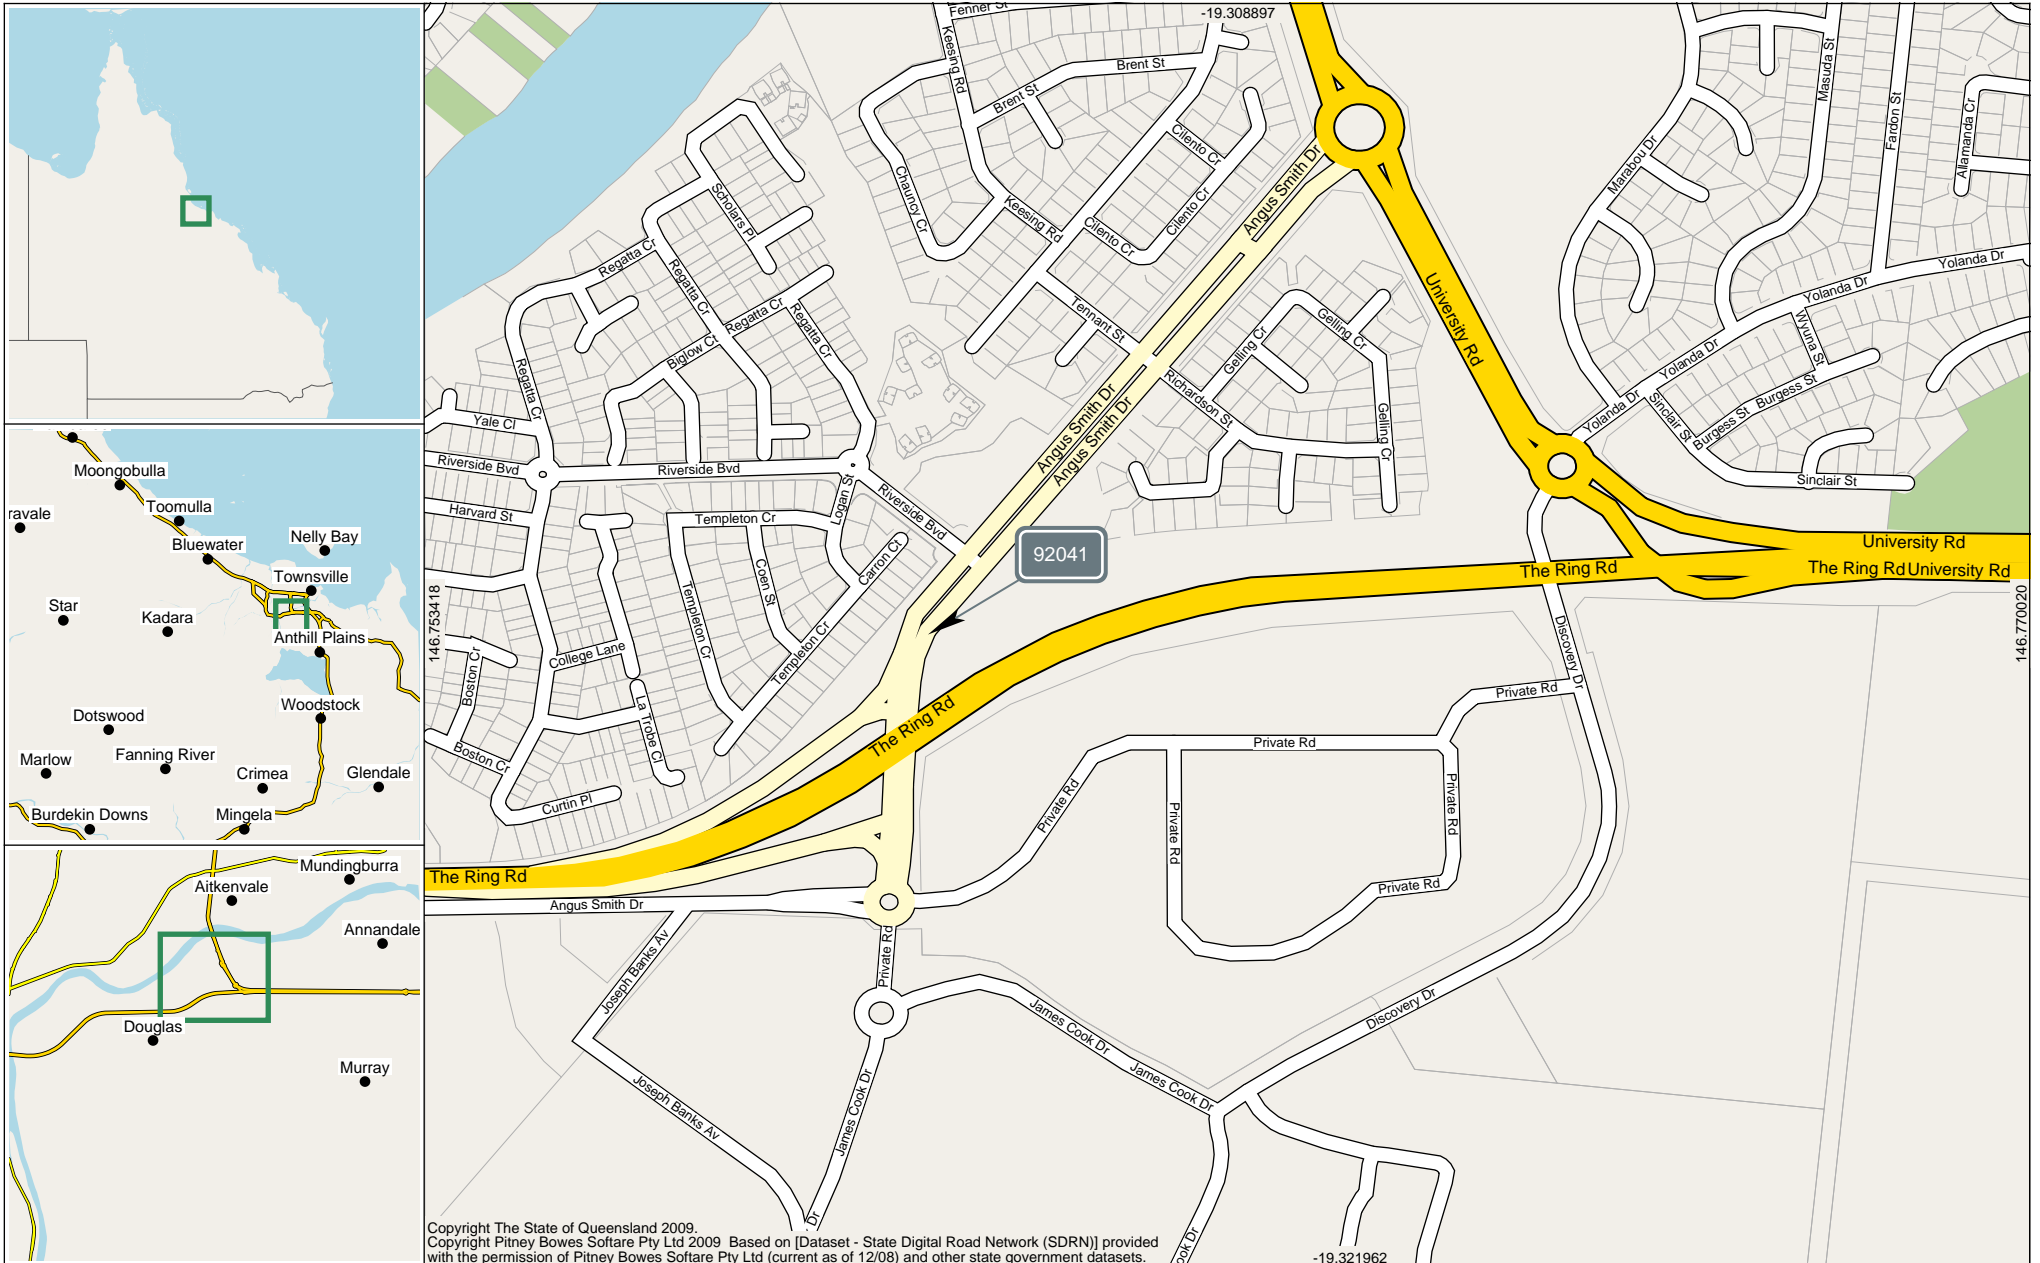 Moongobulla
ravale
Toomulla
Bluewater
Nelly Bay
Townsville
Star
Kadara
Anthill Plains
Dotswood
Woodstock
Marlow
Fanning River
Crimea
Glendale
Burdekin Downs
Mingela
Mundingburra
Aitkenvale
Annandale
Douglas
Murray
Fenner St
-19.308897
Keesing Rd
Brent St
Brent St
Cilento Cr
Cilento Cr
Cilento Cr
Chauncy Cr
Keesing Rd
Scholars Pl
Angus Smith Dr
Marabou Dr
Masuda St
Fardon St
Allamanda Cr
Yolanda Dr
Yolanda Dr
Wyuna St
Yolanda Dr
Burgess St
Burgess St
Yolanda Dr
Sinclair St
Sinclair St
University Rd
Regatta Cr
Regatta Cr
Regatta Cr
Regatta Cr
Regatta Cr
Biglow Ct
Tennant St
Gelling Cr
Gelling Cr
Gelling Cr
Richardson St
Angus Smith Dr
Angus Smith Dr
Yale Cl
Riverside Bvd
Riverside Bvd
Riverside Bvd
Logan St
Harvard St
Templeton Cr
Coen St
Carron Ct
Templeton Cr
Templeton Cr
92041
146.753418
146.770020
University Rd
The Ring Rd
The Ring Rd
University Rd
Discovery Dr
College Lane
Boston Cr
La Trobe Cl
Boston Cr
Curtin Pl
The Ring Rd
The Ring Rd
Private Rd
Private Rd
Private Rd
Private Rd
Private Rd
Private Rd
Angus Smith Dr
Joseph Banks Av
Private Rd
James Cook Dr
Discovery Dr
James Cook Dr
Joseph Banks Av
James Cook Dr
Dr
ook Dr
Copyright The State of Queensland 2009.
Copyright Pitney Bowes Softare Pty Ltd 2009 Based on [Dataset - State Digital Road Network (SDRN)] provided
with the permission of Pitney Bowes Softare Pty Ltd (current as of 12/08) and other state government datasets.
-19.321962